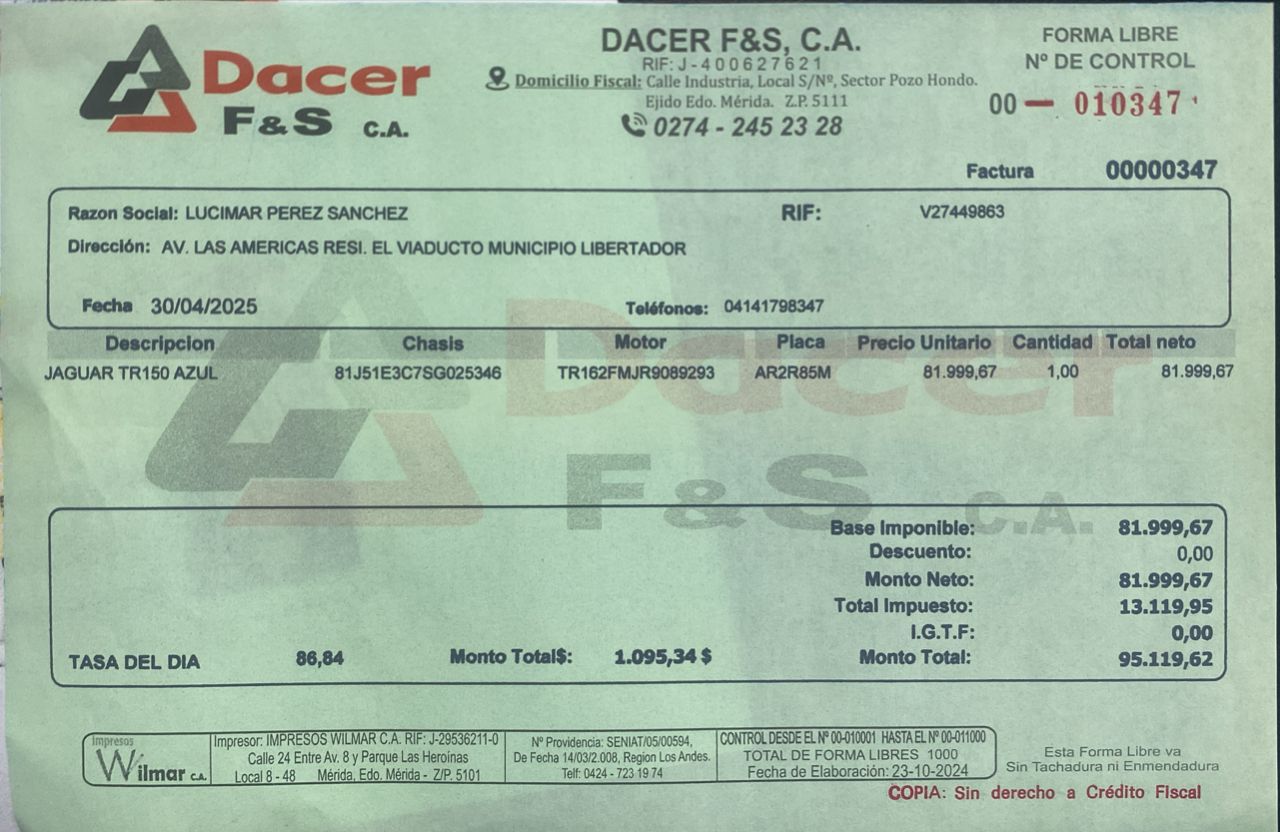 Dacer
F&S C.A.
DACER F&S, C.A.
RIF: J-400627621
Domicilio Fiscal: Calle Industria, Local S/Nº, Sector Pozo Hondo.
Ejido Edo. Mérida. Z.P. 5111
0274 - 245 23 28
FORMA LIBRE
Nº DE CONTROL
00 — 010347
Factura 00000347
Razon Social: LUCIMAR PEREZ SANCHEZ RIF: V27449863
Dirección: AV. LAS AMERICAS RESI. EL VIADUCTO MUNICIPIO LIBERTADOR
Fecha 30/04/2025 Teléfonos: 04141798347
Descripcion Chasis Motor Placa Precio Unitario Cantidad Total neto
JAGUAR TR150 AZUL 81J51E3C7SG025346 TR162FMJR9089293 AR2R85M 81.999,67 1,00 81.999,67
Dacer
F&S C.A.
Base Imponible: 81.999,67
Descuento: 0,00
Monto Neto: 81.999,67
Total Impuesto: 13.119,95
I.G.T.F: 0,00
TASA DEL DIA 86,84 Monto Total$: 1.095,34 $ Monto Total: 95.119,62
Impresos
Wilmar C.A.
Impresor: IMPRESOS WILMAR C.A. RIF: J-29536211-0
Calle 24 Entre Av. 8 y Parque Las Heroínas
Local 8 - 48 Mérida, Edo. Mérida - Z/P. 5101
Nº Providencia: SENIAT/05/00594,
De Fecha 14/03/2.008, Region Los Andes.
Telf: 0424 - 723 19 74
CONTROL DESDE EL Nº 00-010001 HASTA EL Nº 00-011000
TOTAL DE FORMA LIBRES 1000
Fecha de Elaboración: 23-10-2024
Esta Forma Libre va
Sin Tachadura ni Enmendadura
COPIA: Sin derecho a Crédito Fiscal